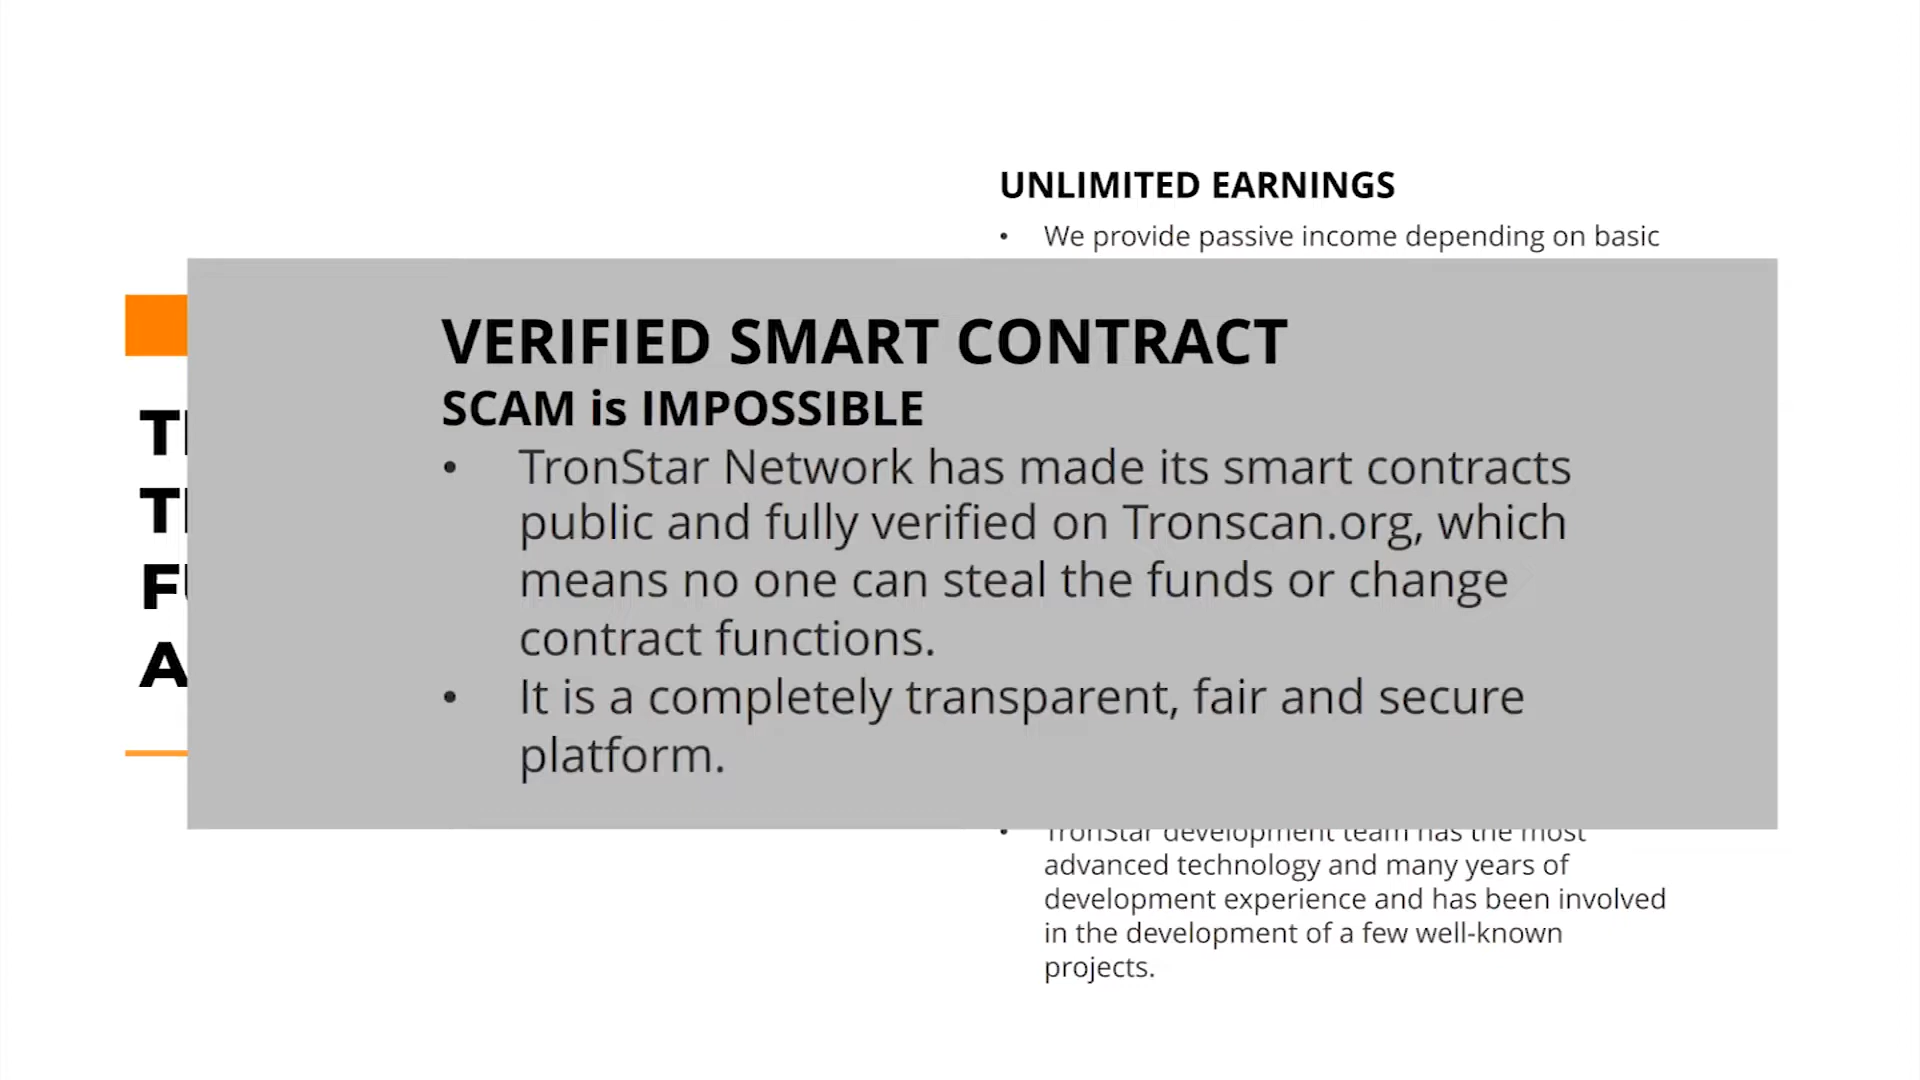 UNLIMITED EARNINGS
• We provide passive income depending on basic
VERIFIED SMART CONTRACT
SCAM is IMPOSSIBLE
• TronStar Network has made its smart contracts
public and fully verified on Tronscan.org, which
means no one can steal the funds or change
contract functions.
• It is a completely transparent, fair and secure
platform.
• TronStar development team has the most
advanced technology and many years of
development experience and has been involved
in the development of a few well-known
projects.